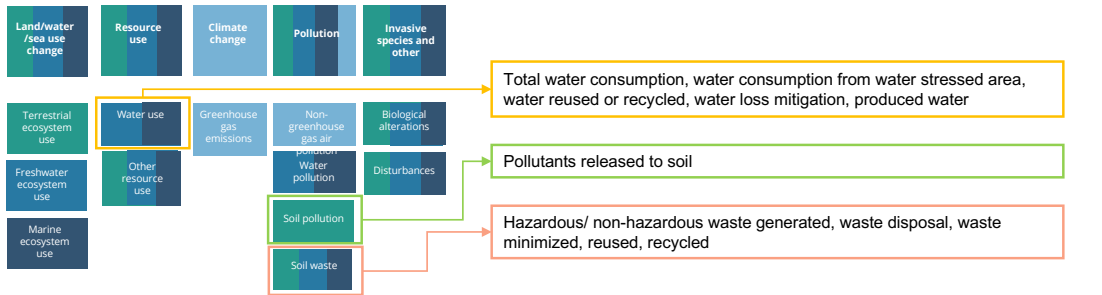 Land/water
/sea use
change
Resource
use
Climate
change
Pollution
Invasive
species and
other
Terrestrial
ecosystem
use
Freshwater
ecosystem
use
Marine
ecosystem
use
Water use
Other
resource
use
Greenhouse
gas
emissions
Non-
greenhouse
gas air
pollution
Water
pollution
Soil pollution
Soil waste
Biological
alterations
Disturbances
Total water consumption, water consumption from water stressed area,
water reused or recycled, water loss mitigation, produced water
Pollutants released to soil
Hazardous/ non-hazardous waste generated, waste disposal, waste
minimized, reused, recycled